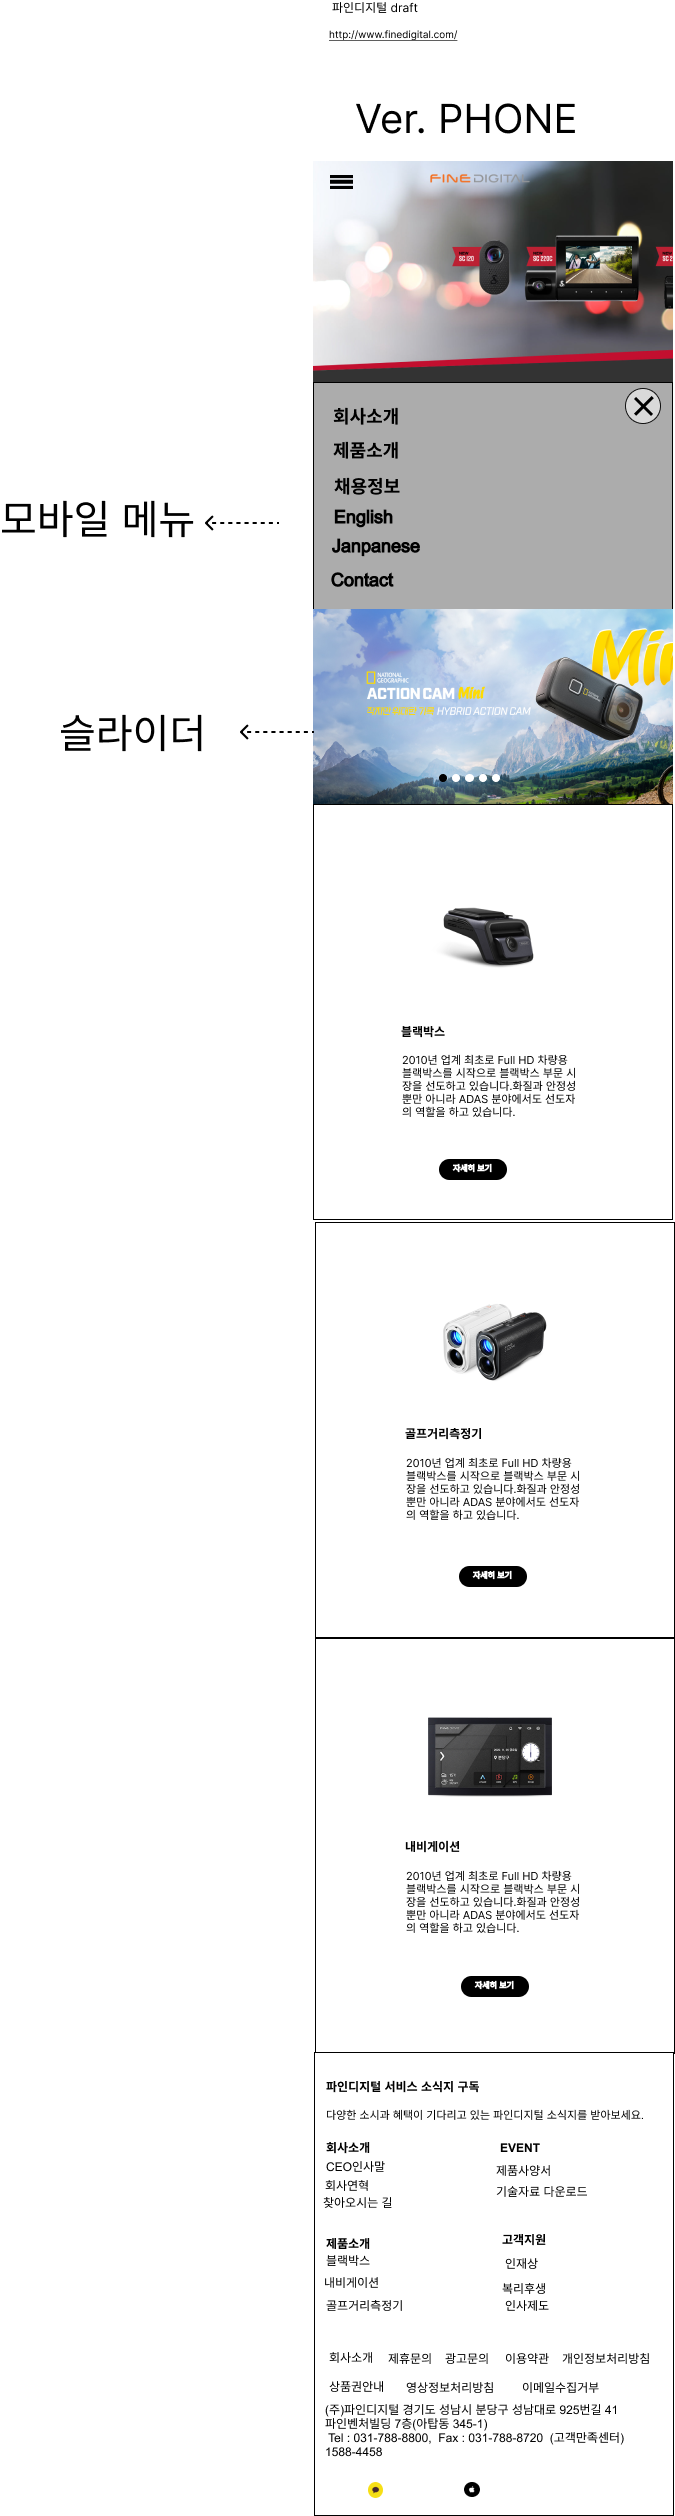 파인디지털 draft
http://www.finedigital.com/
Ver. PHONE
FINEDIGITAL
SC 120
SC 220C
회사소개
제품소개
채용정보
English
Janpanese
Contact
모바일 메뉴
슬라이더
NATIONAL
GEOGRAPHIC
ACTION CAM Mini
HYBRID ACTION CAM
블랙박스
2010년 업계 최초로 Full HD 차량용
블랙박스를 시작으로 블랙박스 부문 시
장을 선도하고 있습니다.화질과 안정성
뿐만 아니라 ADAS 분야에서도 선도자
의 역할을 하고 있습니다.
자세히 보기
골프거리측정기
2010년 업계 최초로 Full HD 차량용
블랙박스를 시작으로 블랙박스 부문 시
장을 선도하고 있습니다.화질과 안정성
뿐만 아니라 ADAS 분야에서도 선도자
의 역할을 하고 있습니다.
자세히 보기
내비게이션
2010년 업계 최초로 Full HD 차량용
블랙박스를 시작으로 블랙박스 부문 시
장을 선도하고 있습니다.화질과 안정성
뿐만 아니라 ADAS 분야에서도 선도자
의 역할을 하고 있습니다.
자세히 보기
파인디지털 서비스 소식지 구독
다양한 소시과 혜택이 기다리고 있는 파인디지털 소식지를 받아보세요.
회사소개
CEO인사말
회사연혁
찾아오시는 길
EVENT
제품사양서
기술자료 다운로드
제품소개
블랙박스
내비게이션
골프거리측정기
고객지원
인재상
복리후생
인사제도
회사소개 제휴문의 광고문의 이용약관 개인정보처리방침
상품권안내 영상정보처리방침 이메일수집거부
(주)파인디지털 경기도 성남시 분당구 성남대로 925번길 41
파인벤처빌딩 7층(야탑동 345-1)
Tel : 031-788-8800, Fax : 031-788-8720 (고객만족센터)
1588-4458